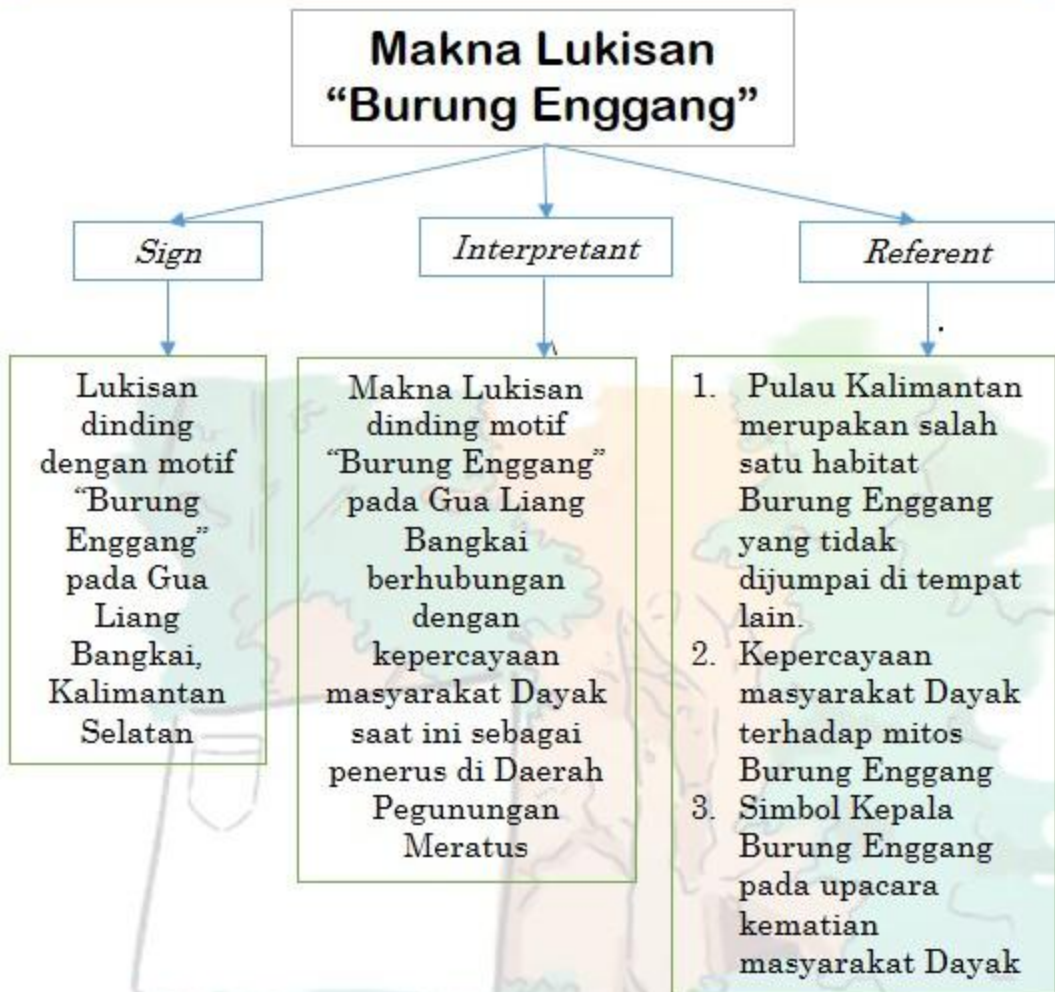 Makna Lukisan
“Burung Enggang”
Sign
Interpretant
Referent
Lukisan
dinding
dengan motif
“Burung
Enggang”
pada Gua
Liang
Bangkai,
Kalimantan
Selatan
Makna Lukisan
dinding motif
“Burung Enggang”
pada Gua Liang
Bangkai
berhubungan
dengan
kepercayaan
masyarakat Dayak
saat ini sebagai
penerus di Daerah
Pegunungan
Meratus
1. Pulau Kalimantan
merupakan salah
satu habitat
Burung Enggang
yang tidak
dijumpai di tempat
lain.
2. Kepercayaan
masyarakat Dayak
terhadap mitos
Burung Enggang
3. Simbol Kepala
Burung Enggang
pada upacara
kematian
masyarakat Dayak